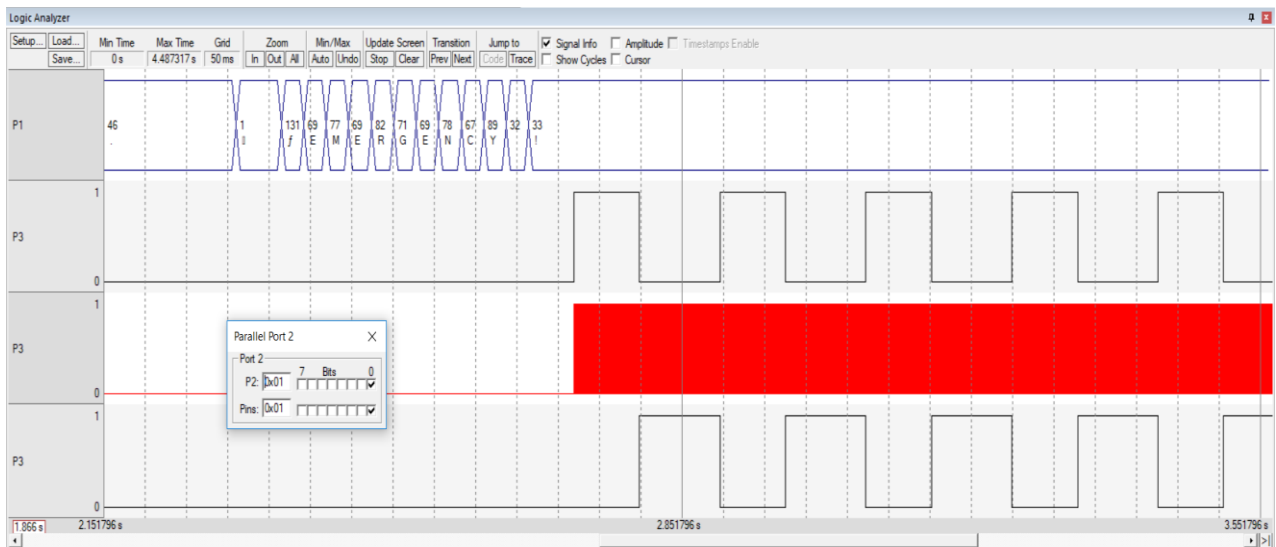 Logic Analyzer
Setup... Load... Min Time Max Time Grid Zoom Min/Max Update Screen Transition Jump to Signal Info Amplitude Timestamps Enable
Save... 0 s 4.487317 s 50 ms In Out All Auto Undo Stop Clear Prev Next Code Trace Show Cycles Cursor
P1
46 1 131 69 77 69 82 71 69 78 67 89 32 33
. ƒ E M E R G E N C Y !
1
P3
0
1
P3
0
Parallel Port 2
Port 2
7 Bits 0
P2: 0x01
Pins: 0x01
1
P3
0
1.866 s 2.151796 s 2.851796 s 3.551796 s